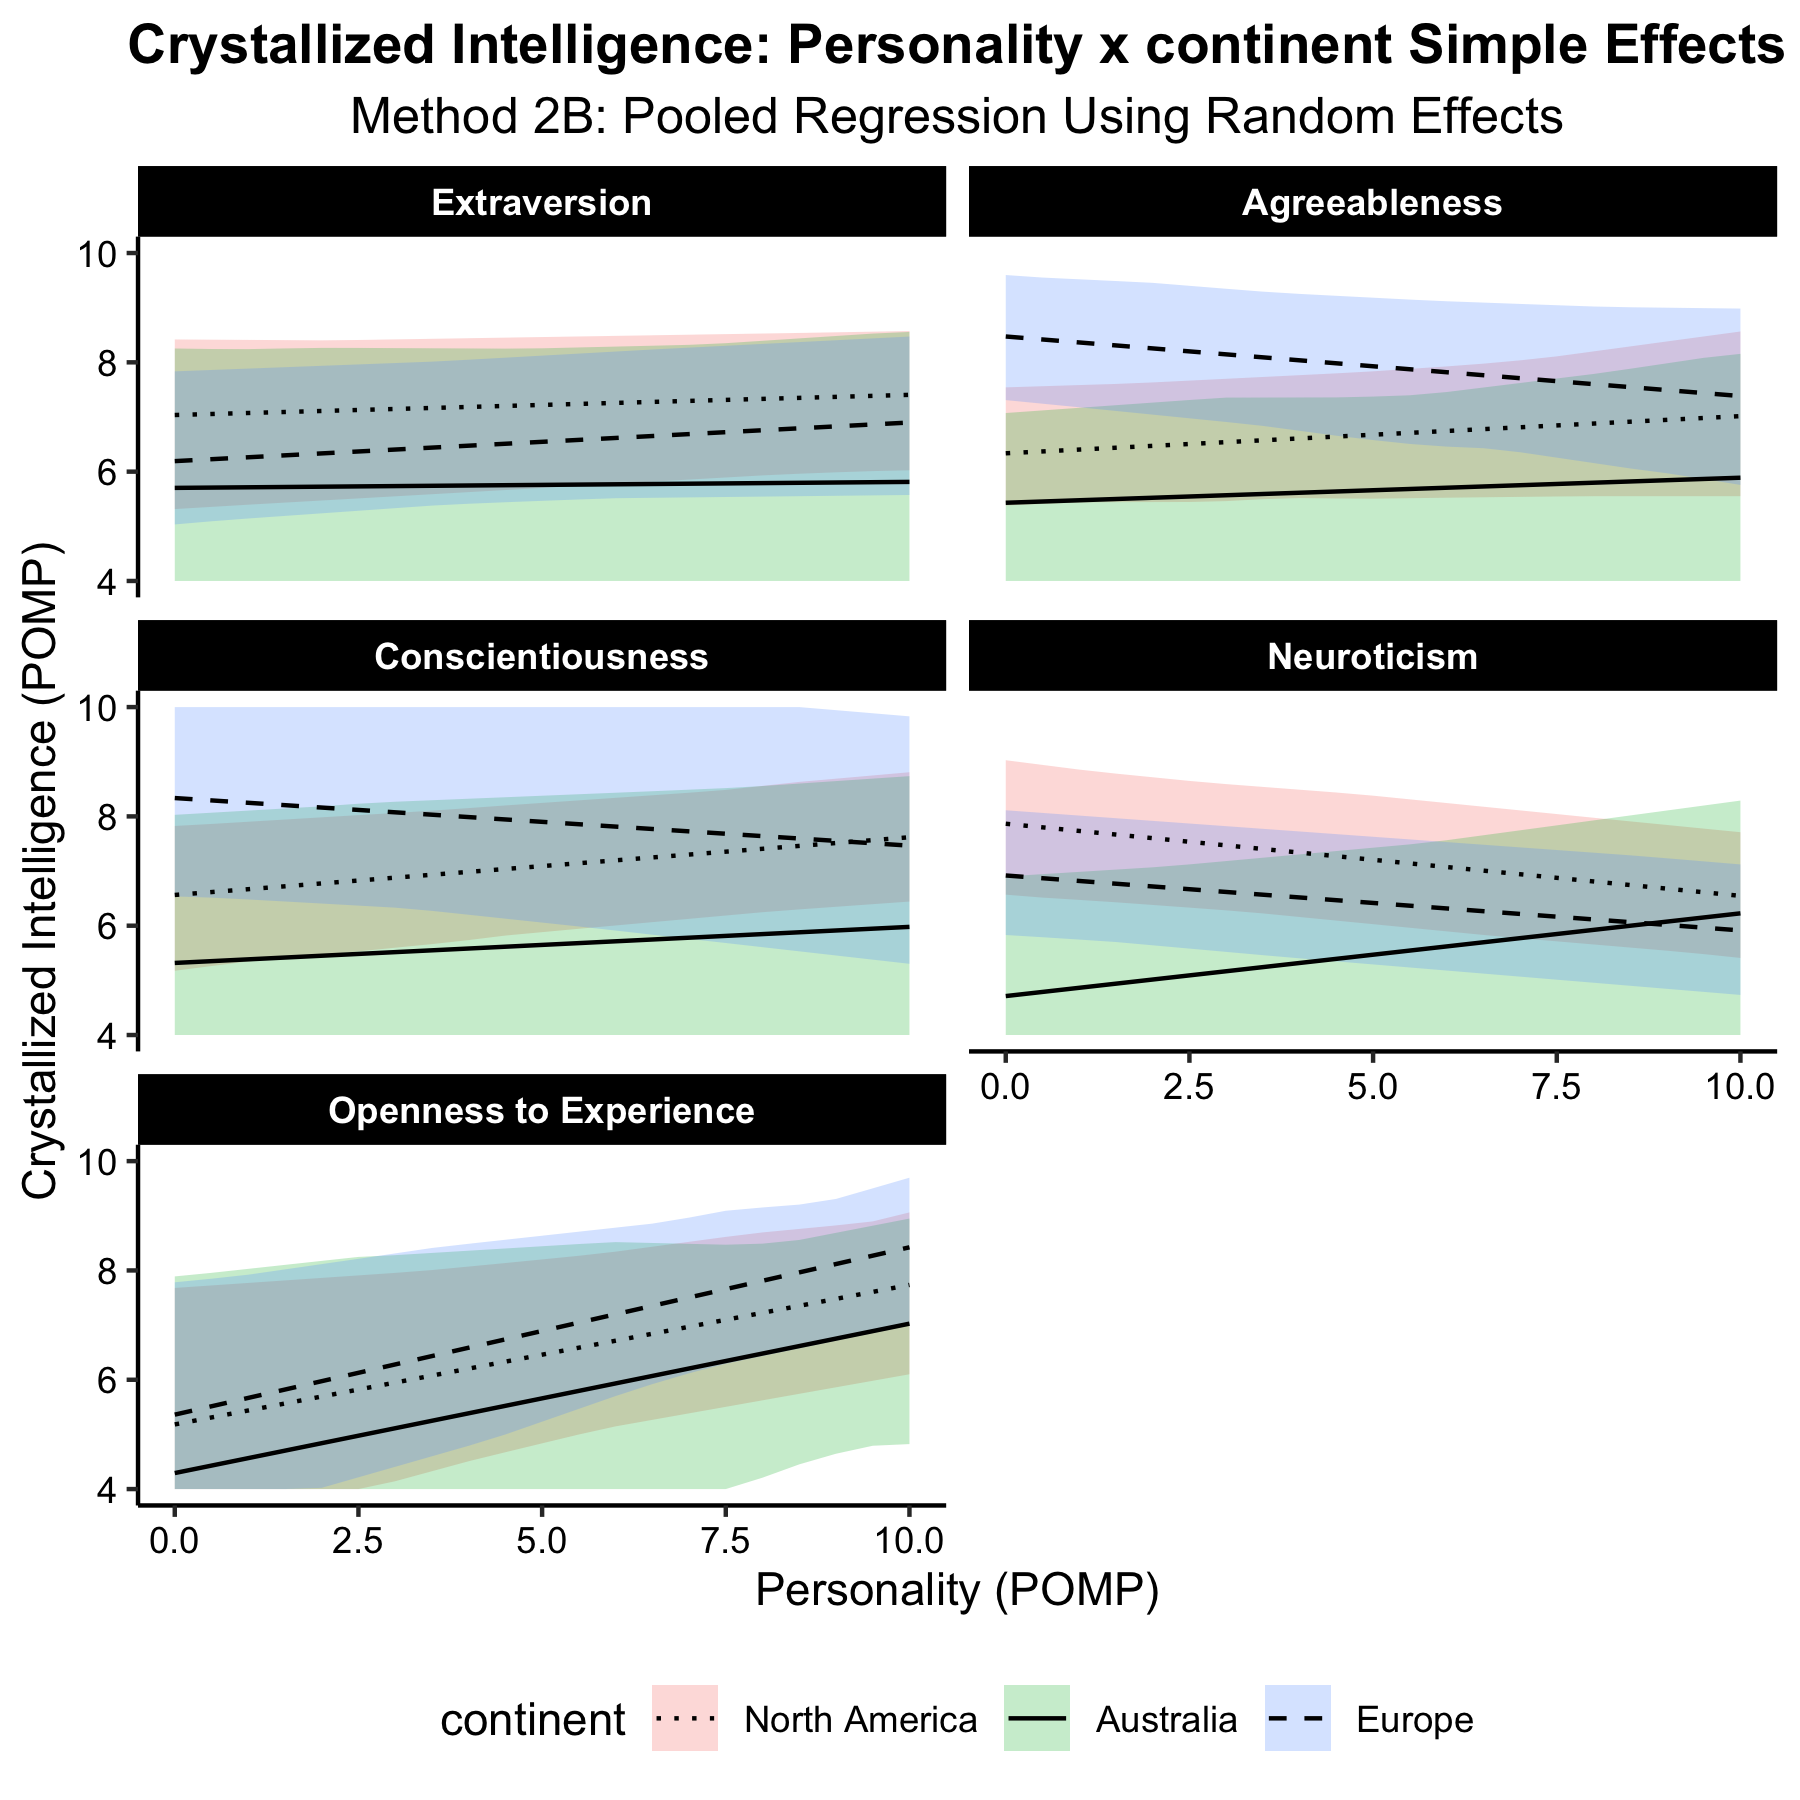 Crystallized Intelligence: Personality x continent Simple Effects
Method 2B: Pooled Regression Using Random Effects
Extraversion
Agreeableness
10
8
6
4
Conscientiousness
Neuroticism
10
8
6
4
0.0 2.5 5.0 7.5 10.0
Openness to Experience
10
8
6
4
0.0 2.5 5.0 7.5 10.0
Crystallized Intelligence (POMP)
Personality (POMP)
continent North America Australia Europe